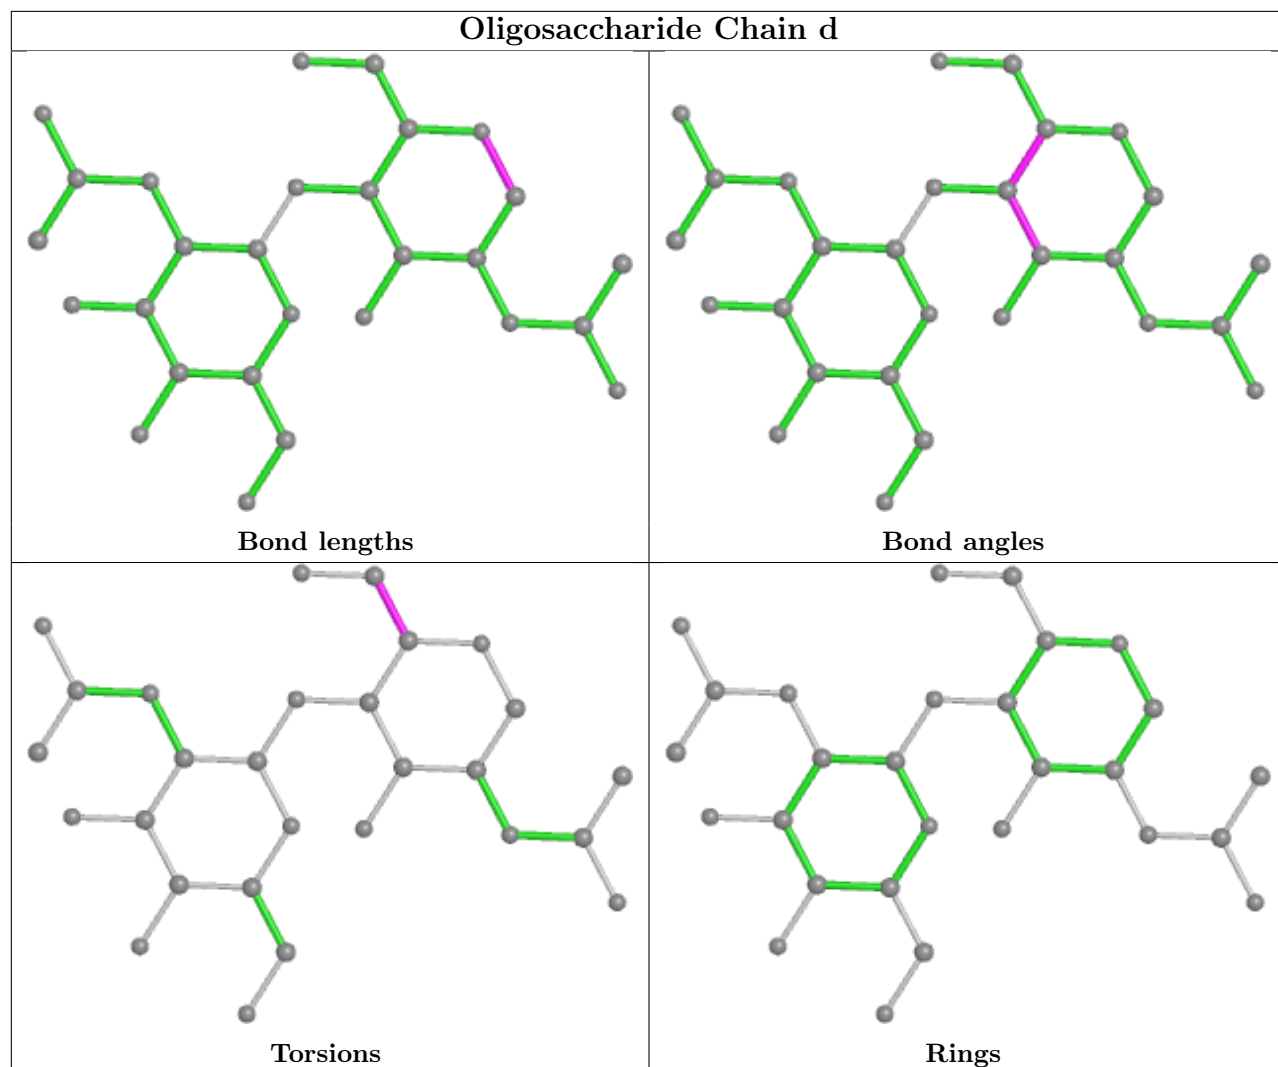 Oligosaccharide Chain d
Bond lengths
Bond angles
Torsions
Rings